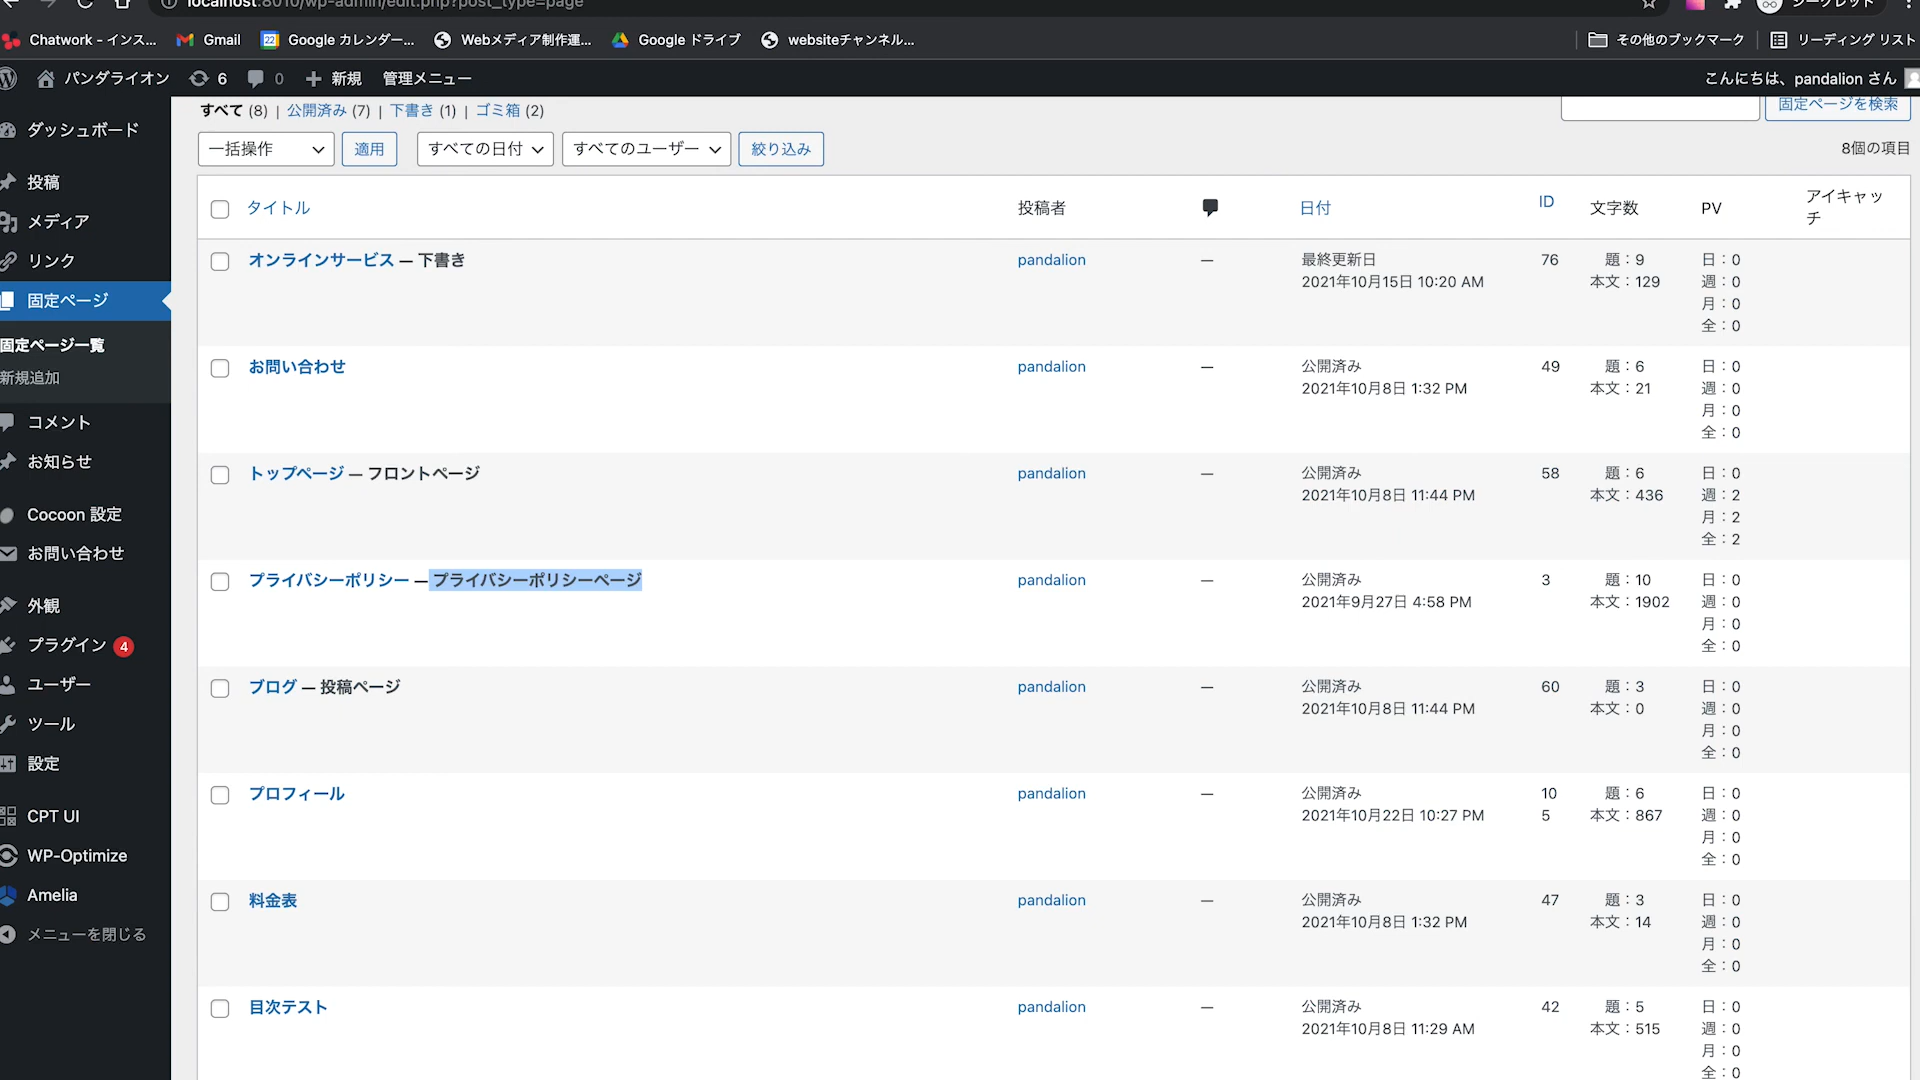 localhost:8010/wp-admin/edit.php?post_type=page
シークレット
Chatwork - インス... Gmail Google カレンダー... Webメディア制作運... Google ドライブ websiteチャンネル... その他のブックマーク リーディング リスト
パンダライオン 6 0 新規 管理メニュー こんにちは、pandalion さん
ダッシュボード
投稿
メディア
リンク
固定ページ
固定ページ一覧
新規追加
コメント
お知らせ
Cocoon 設定
お問い合わせ
外観
プラグイン 4
ユーザー
ツール
設定
CPT UI
WP-Optimize
Amelia
メニューを閉じる
すべて (8) | 公開済み (7) | 下書き (1) | ゴミ箱 (2)
固定ページを検索
一括操作 適用 すべての日付 すべてのユーザー 絞り込み 8個の項目
タイトル 投稿者 日付 ID 文字数 PV アイキャッ
チ
オンラインサービス — 下書き pandalion — 最終更新日 76 題：9 日：0
2021年10月15日 10:20 AM 本文：129 週：0
月：0
全：0
お問い合わせ pandalion — 公開済み 49 題：6 日：0
2021年10月8日 1:32 PM 本文：21 週：0
月：0
全：0
トップページ — フロントページ pandalion — 公開済み 58 題：6 日：0
2021年10月8日 11:44 PM 本文：436 週：2
月：2
全：2
プライバシーポリシー — プライバシーポリシーページ pandalion — 公開済み 3 題：10 日：0
2021年9月27日 4:58 PM 本文：1902 週：0
月：0
全：0
ブログ — 投稿ページ pandalion — 公開済み 60 題：3 日：0
2021年10月8日 11:44 PM 本文：0 週：0
月：0
全：0
プロフィール pandalion — 公開済み 10 題：6 日：0
2021年10月22日 10:27 PM 5 本文：867 週：0
月：0
全：0
料金表 pandalion — 公開済み 47 題：3 日：0
2021年10月8日 1:32 PM 本文：14 週：0
月：0
全：0
目次テスト pandalion — 公開済み 42 題：5 日：0
2021年10月8日 11:29 AM 本文：515 週：0
月：0
全：0